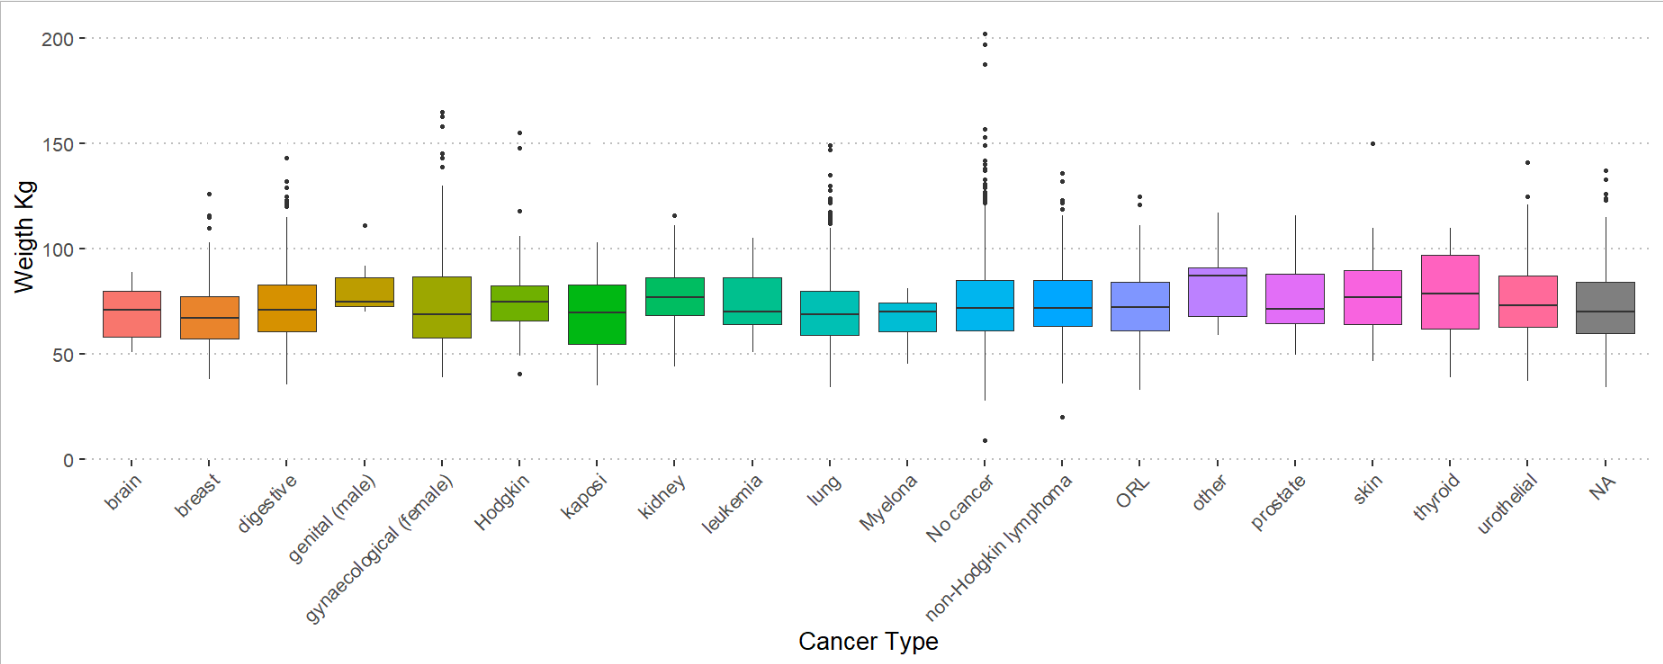 200
150
100
50
0
Weigth Kg
brain
breast
digestive
genital (male)
gynaecological (female)
Hodgkin
kaposi
kidney
leukemia
lung
Myelona
No cancer
non-Hodgkin lymphoma
ORL
other
prostate
skin
thyroid
urothelial
NA
Cancer Type